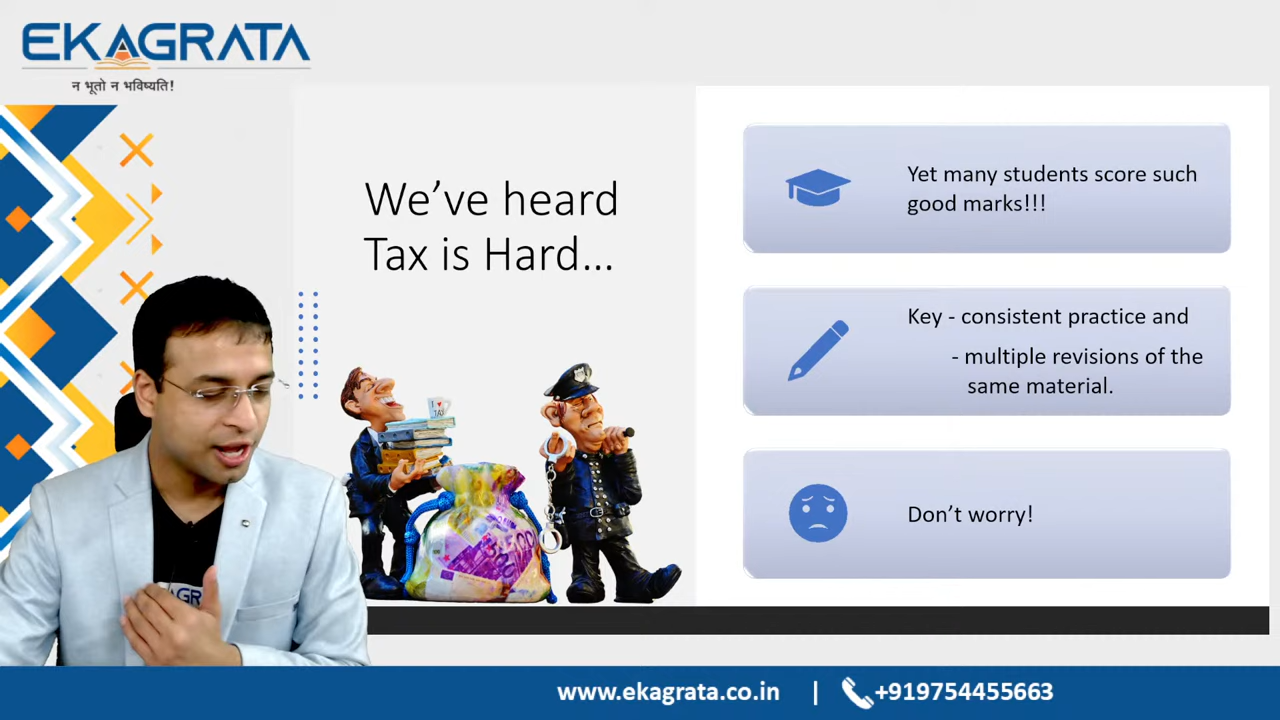 EKAGRATA
न भूतो न भविष्यति!
We’ve heard
Tax is Hard...
Yet many students score such
good marks!!!
Key - consistent practice and
- multiple revisions of the
same material.
Don’t worry!
I ♥
TAX
www.ekagrata.co.in | +919754455663